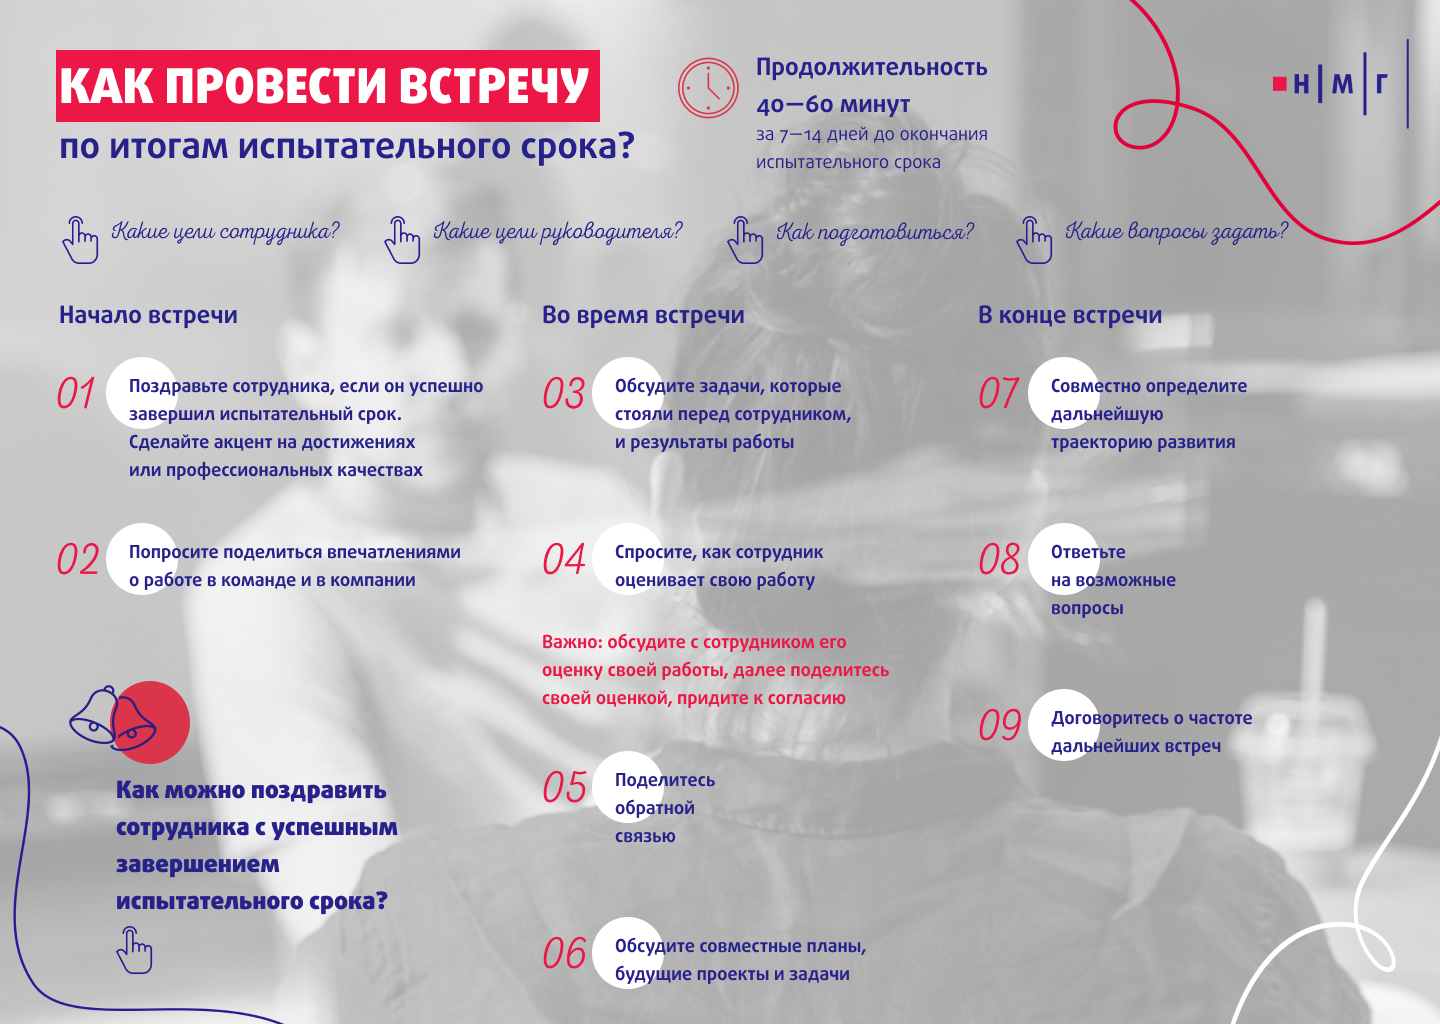 КАК ПРОВЕСТИ ВСТРЕЧУ
по итогам испытательного срока?
Продолжительность
40—60 минут
за 7—14 дней до окончания
испытательного срока
н|м|г
Какие цели сотрудника?
Какие цели руководителя?
Как подготовиться?
Какие вопросы задать?
Начало встречи
01
Поздравьте сотрудника, если он успешно
завершил испытательный срок.
Сделайте акцент на достижениях
или профессиональных качествах
02
Попросите поделиться впечатлениями
о работе в команде и в компании
Как можно поздравить
сотрудника с успешным
завершением
испытательного срока?
Во время встречи
03
Обсудите задачи, которые
стояли перед сотрудником,
и результаты работы
04
Спросите, как сотрудник
оценивает свою работу
Важно: обсудите с сотрудником его
оценку своей работы, далее поделитесь
своей оценкой, придите к согласию
05
Поделитесь
обратной
связью
06
Обсудите совместные планы,
будущие проекты и задачи
В конце встречи
07
Совместно определите
дальнейшую
траекторию развития
08
Ответьте
на возможные
вопросы
09
Договоритесь о частоте
дальнейших встреч